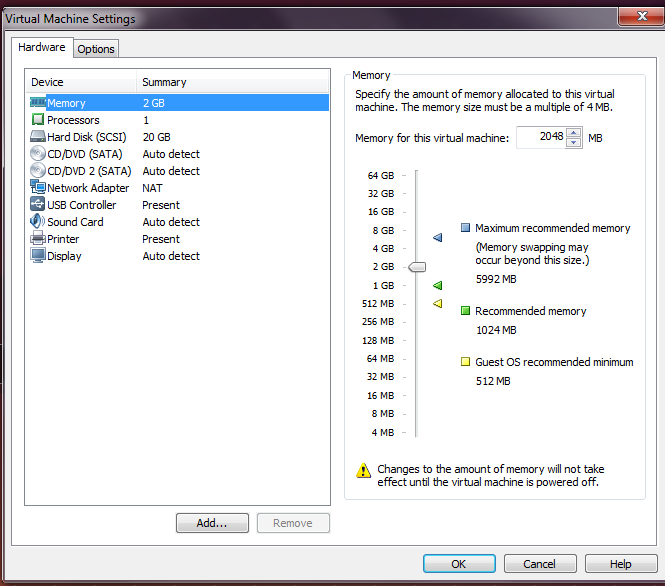 Virtual Machine Settings
Hardware
Options
Device Summary
Memory 2 GB
Processors 1
Hard Disk (SCSI) 20 GB
CD/DVD (SATA) Auto detect
CD/DVD 2 (SATA) Auto detect
Network Adapter NAT
USB Controller Present
Sound Card Auto detect
Printer Present
Display Auto detect
Add...
Remove
Memory
Specify the amount of memory allocated to this virtual
machine. The memory size must be a multiple of 4 MB.
Memory for this virtual machine: 2048 MB
64 GB
32 GB
16 GB
8 GB
4 GB
2 GB
1 GB
512 MB
256 MB
128 MB
64 MB
32 MB
16 MB
8 MB
4 MB
Maximum recommended memory
(Memory swapping may
occur beyond this size.)
5992 MB
Recommended memory
1024 MB
Guest OS recommended minimum
512 MB
Changes to the amount of memory will not take
effect until the virtual machine is powered off.
OK
Cancel
Help